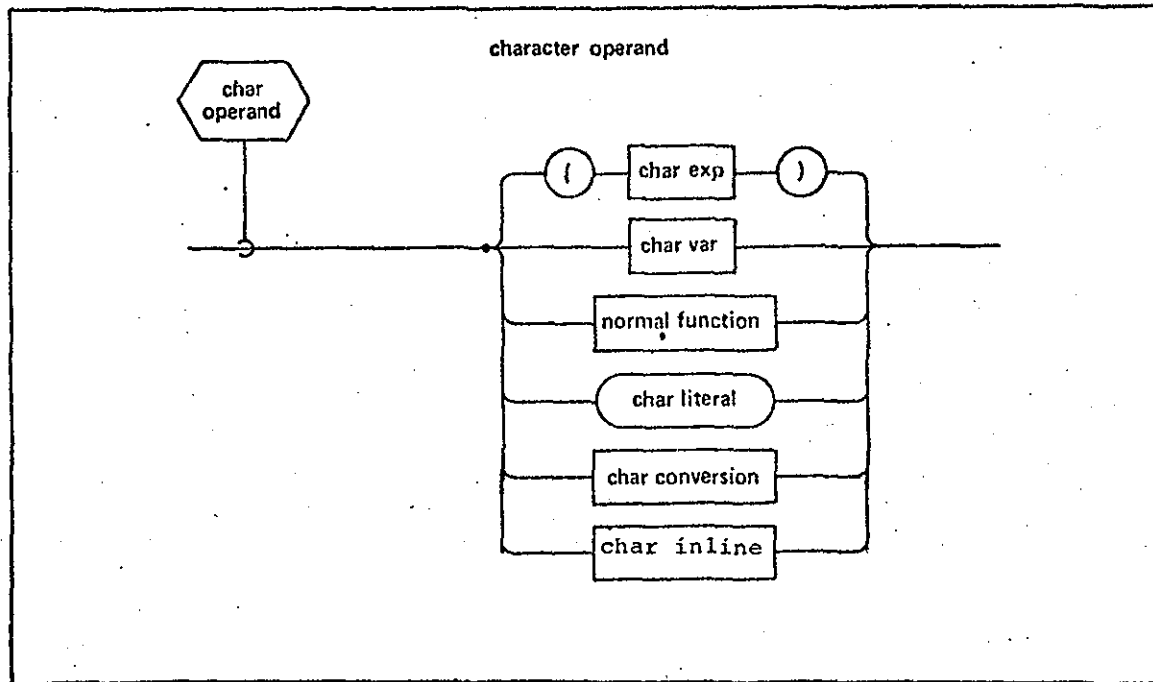 character operand
char
operand
( char exp )
char var
normal function
char literal
char conversion
char inline